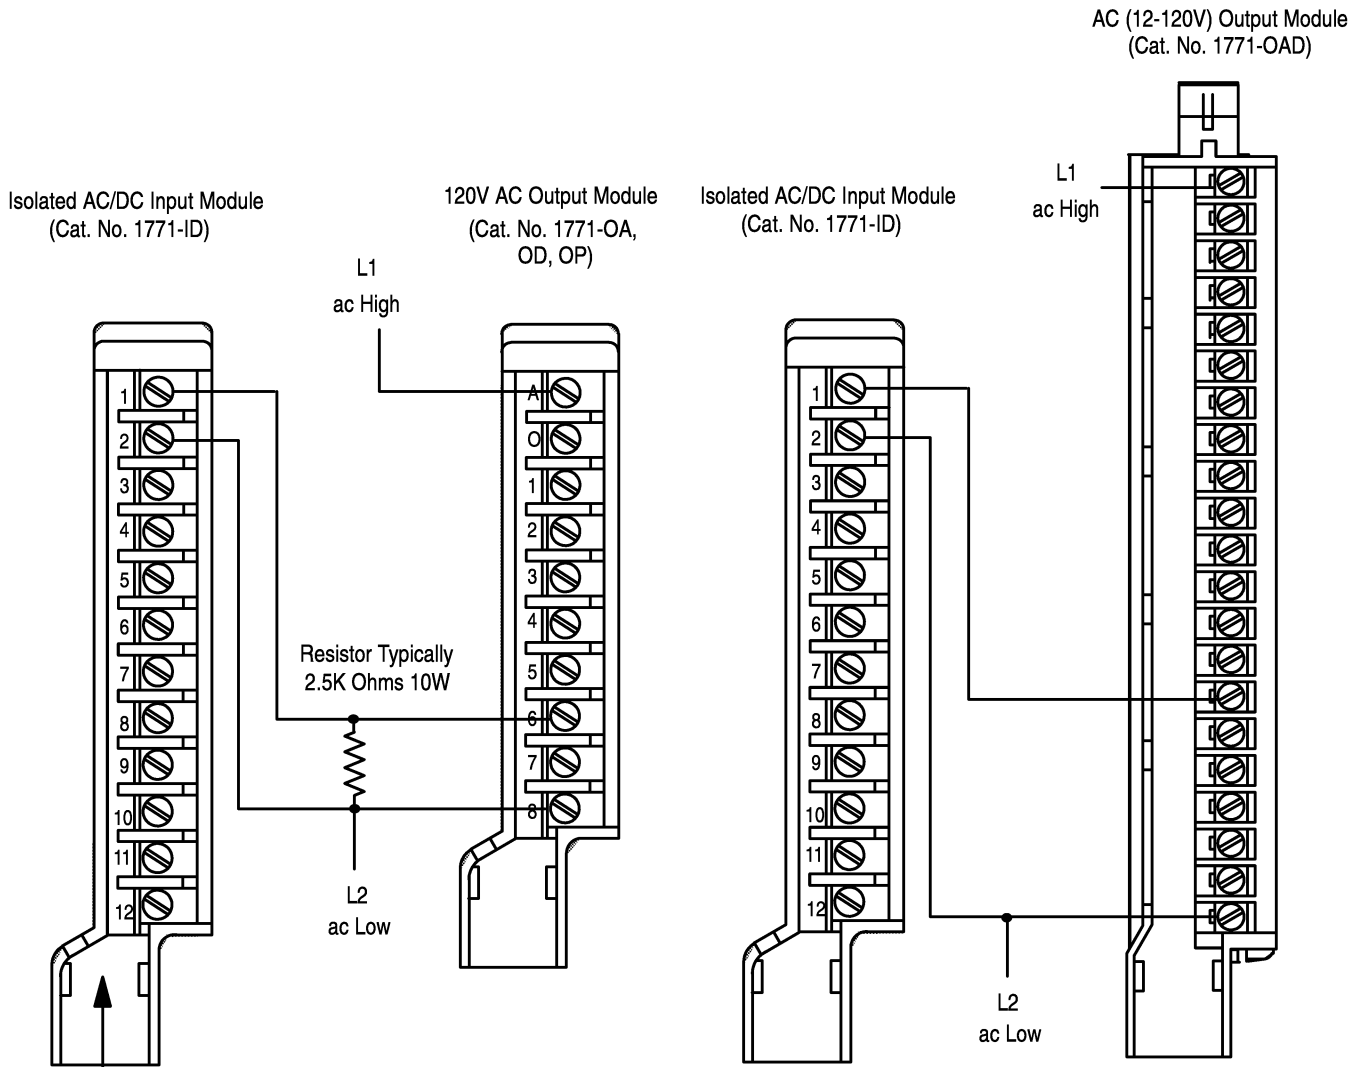 AC (12-120V) Output Module
(Cat. No. 1771-OAD)
Isolated AC/DC Input Module
(Cat. No. 1771-ID)
120V AC Output Module
(Cat. No. 1771-OA,
OD, OP)
L1
ac High
Isolated AC/DC Input Module
(Cat. No. 1771-ID)
L1
ac High
1
2
3
4
5
6
7
8
9
10
11
12
A
O
1
2
3
4
5
6
7
8
Resistor Typically
2.5K Ohms 10W
L2
ac Low
1
2
3
4
5
6
7
8
9
10
11
12
L2
ac Low